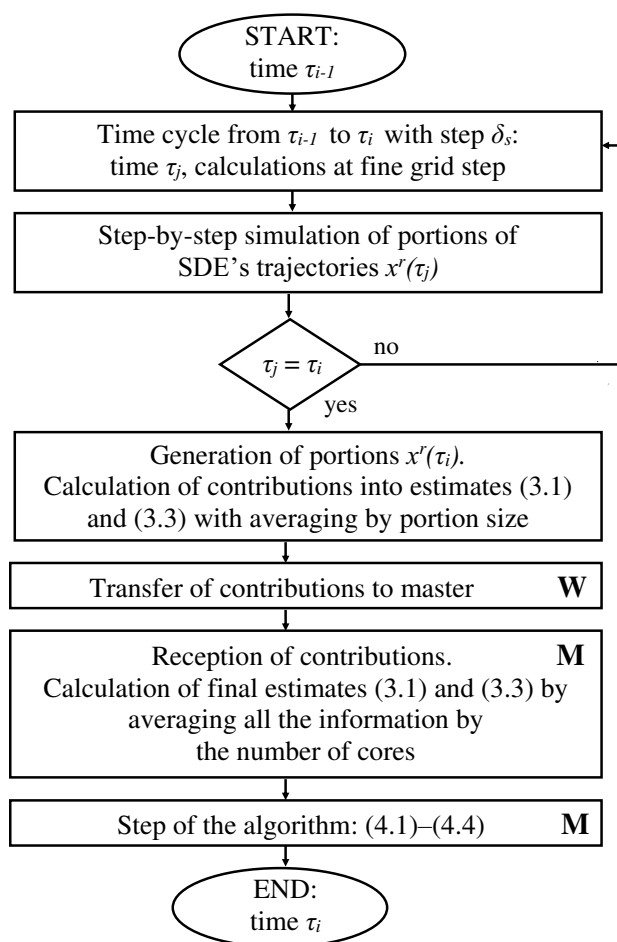 START:
time τi-1
Time cycle from τi-1 to τi with step δs:
time τj, calculations at fine grid step
Step-by-step simulation of portions of
SDE's trajectories xr(τj)
τj = τi
no
yes
Generation of portions xr(τi).
Calculation of contributions into estimates (3.1)
and (3.3) with averaging by portion size
Transfer of contributions to master W
Reception of contributions. M
Calculation of final estimates (3.1) and (3.3) by
averaging all the information by
the number of cores
Step of the algorithm: (4.1)–(4.4) M
END:
time τi